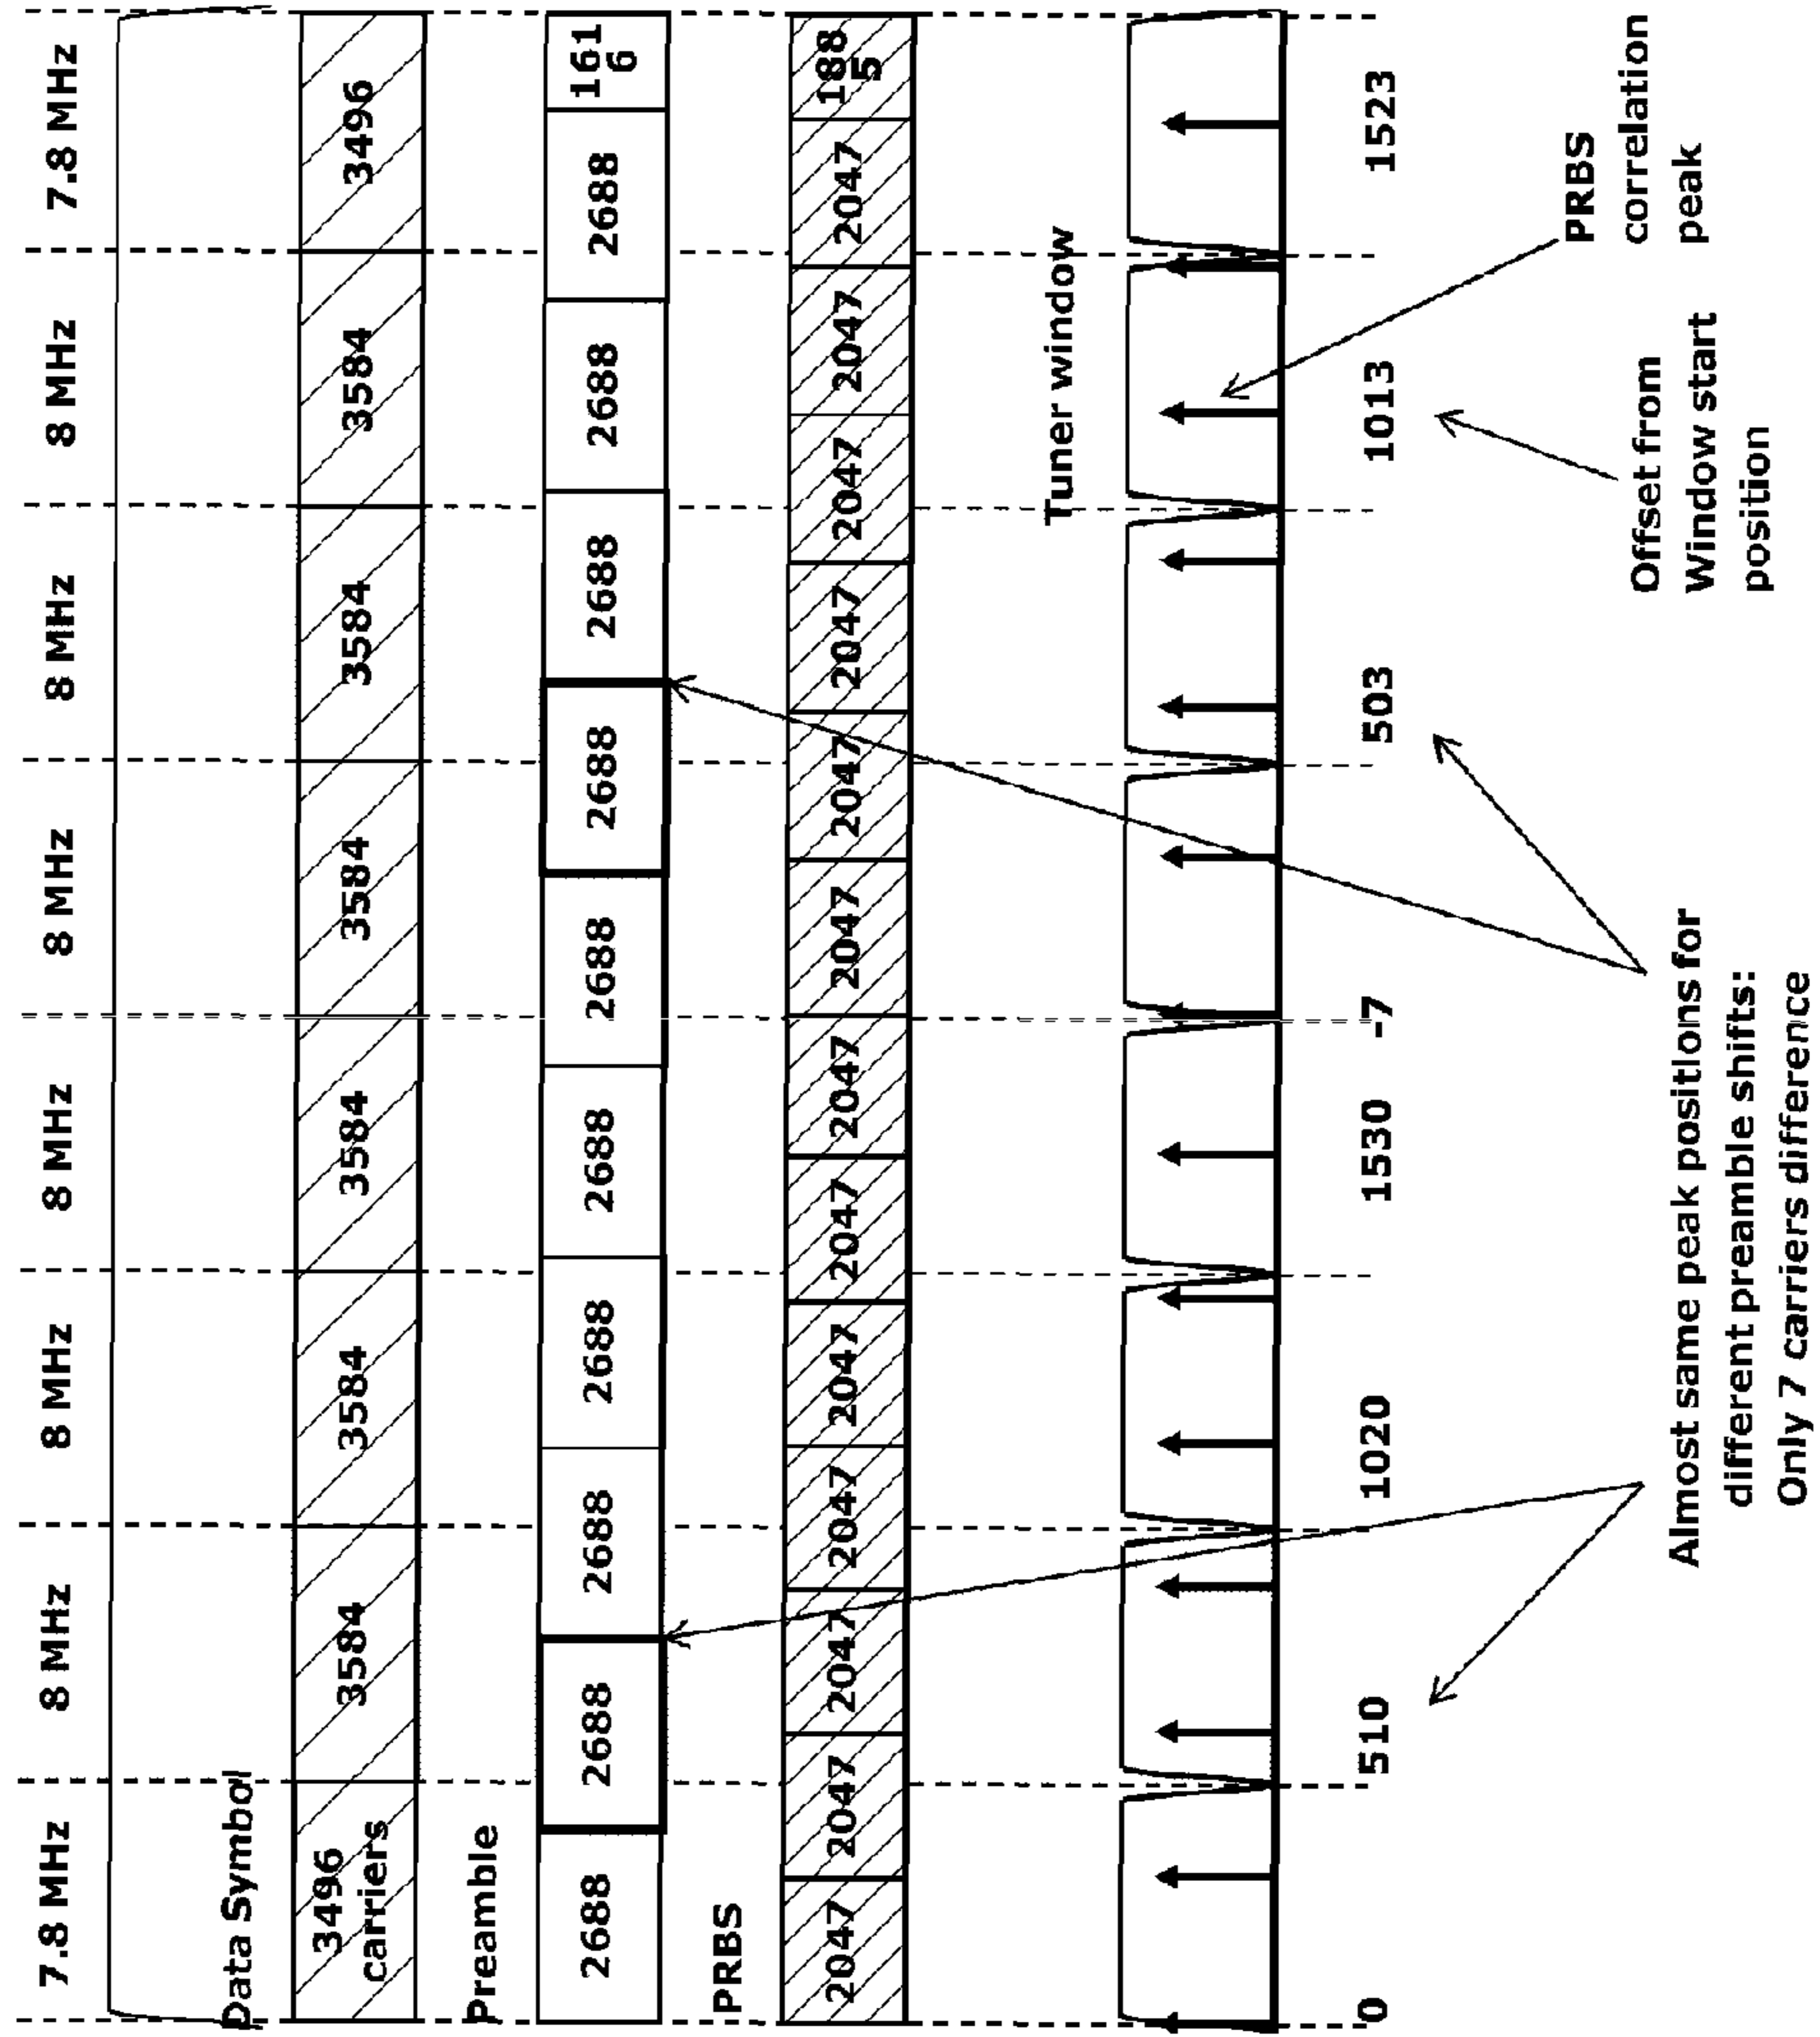 7.8 MHz 8 MHz 8 MHz 8 MHz 8 MHz 8 MHz 8 MHz 7.8 MHz
Data Symbol
3496
carriers
3584 3584 3584 3584 3584 3584 3496
Preamble
2688 2688 2688 2688 2688 2688 2688 2688 2688 2688 161
6
PRBS
2047 2047 2047 2047 2047 2047 2047 2047 2047 2047 2047 2047 2047 188
5
Tuner window
0 510 1020 1530 -7 503 1013 1523
PRBS
correlation
peak
Offset from
Window start
position
Almost same peak positions for
different preamble shifts:
Only 7 carriers difference